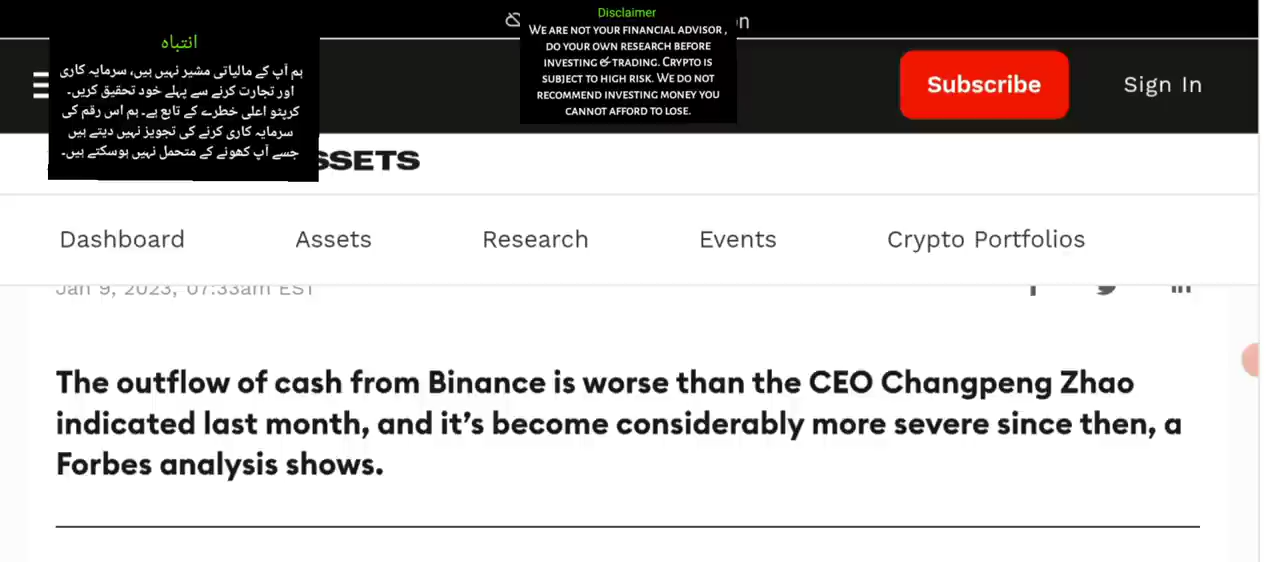 Disclaimer
We are not your financial advisor,
do your own research before
investing & trading. Crypto is
subject to high risk. We do not
recommend investing money you
cannot afford to lose.
انتباہ
ہم آپ کے مالیاتی مشیر نہیں ہیں، سرمایہ کاری
اور تجارت کرنے سے پہلے خود تحقیق کریں۔
کرپٹو اعلی خطرے کے تابع ہے۔ ہم اس رقم کی
سرمایہ کاری کرنے کی تجویز نہیں دیتے ہیں
جسے آپ کھونے کے متحمل نہیں ہوسکتے ہیں۔
Subscribe
Sign In
SSETS
Dashboard Assets Research Events Crypto Portfolios
Jan 9, 2023, 07:33am EST
The outflow of cash from Binance is worse than the CEO Changpeng Zhao
indicated last month, and it’s become considerably more severe since then, a
Forbes analysis shows.